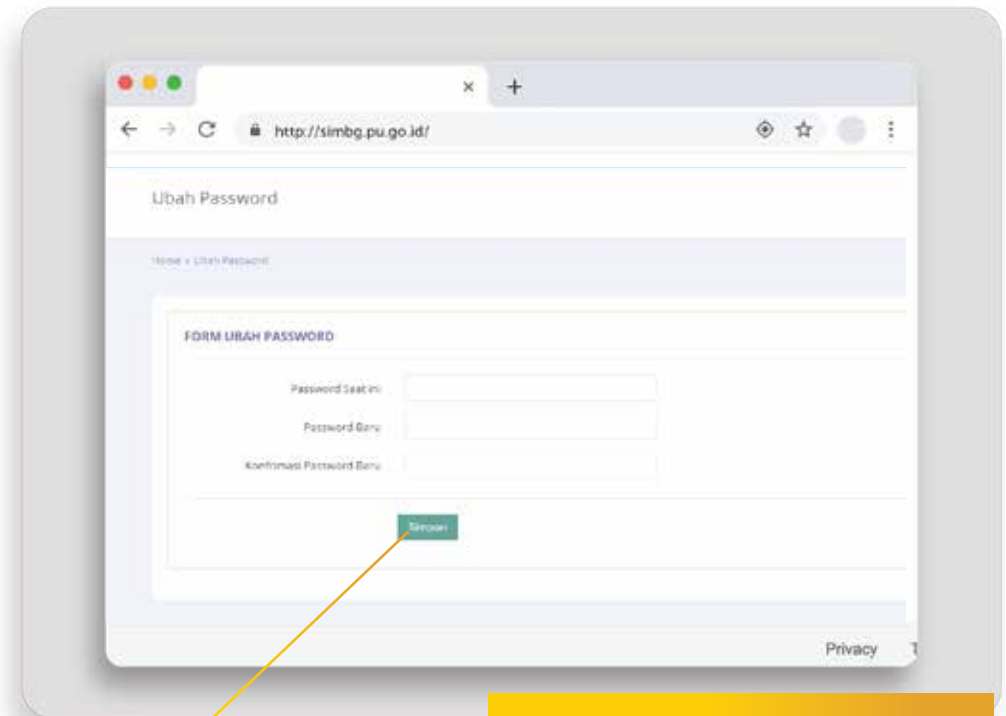 http://simbg.pu.go.id/
Ubah Password
Home » Ubah Password
FORM UBAH PASSWORD
Password Saat ini
Password Baru
Konfirmasi Password Baru
Simpan
Privacy